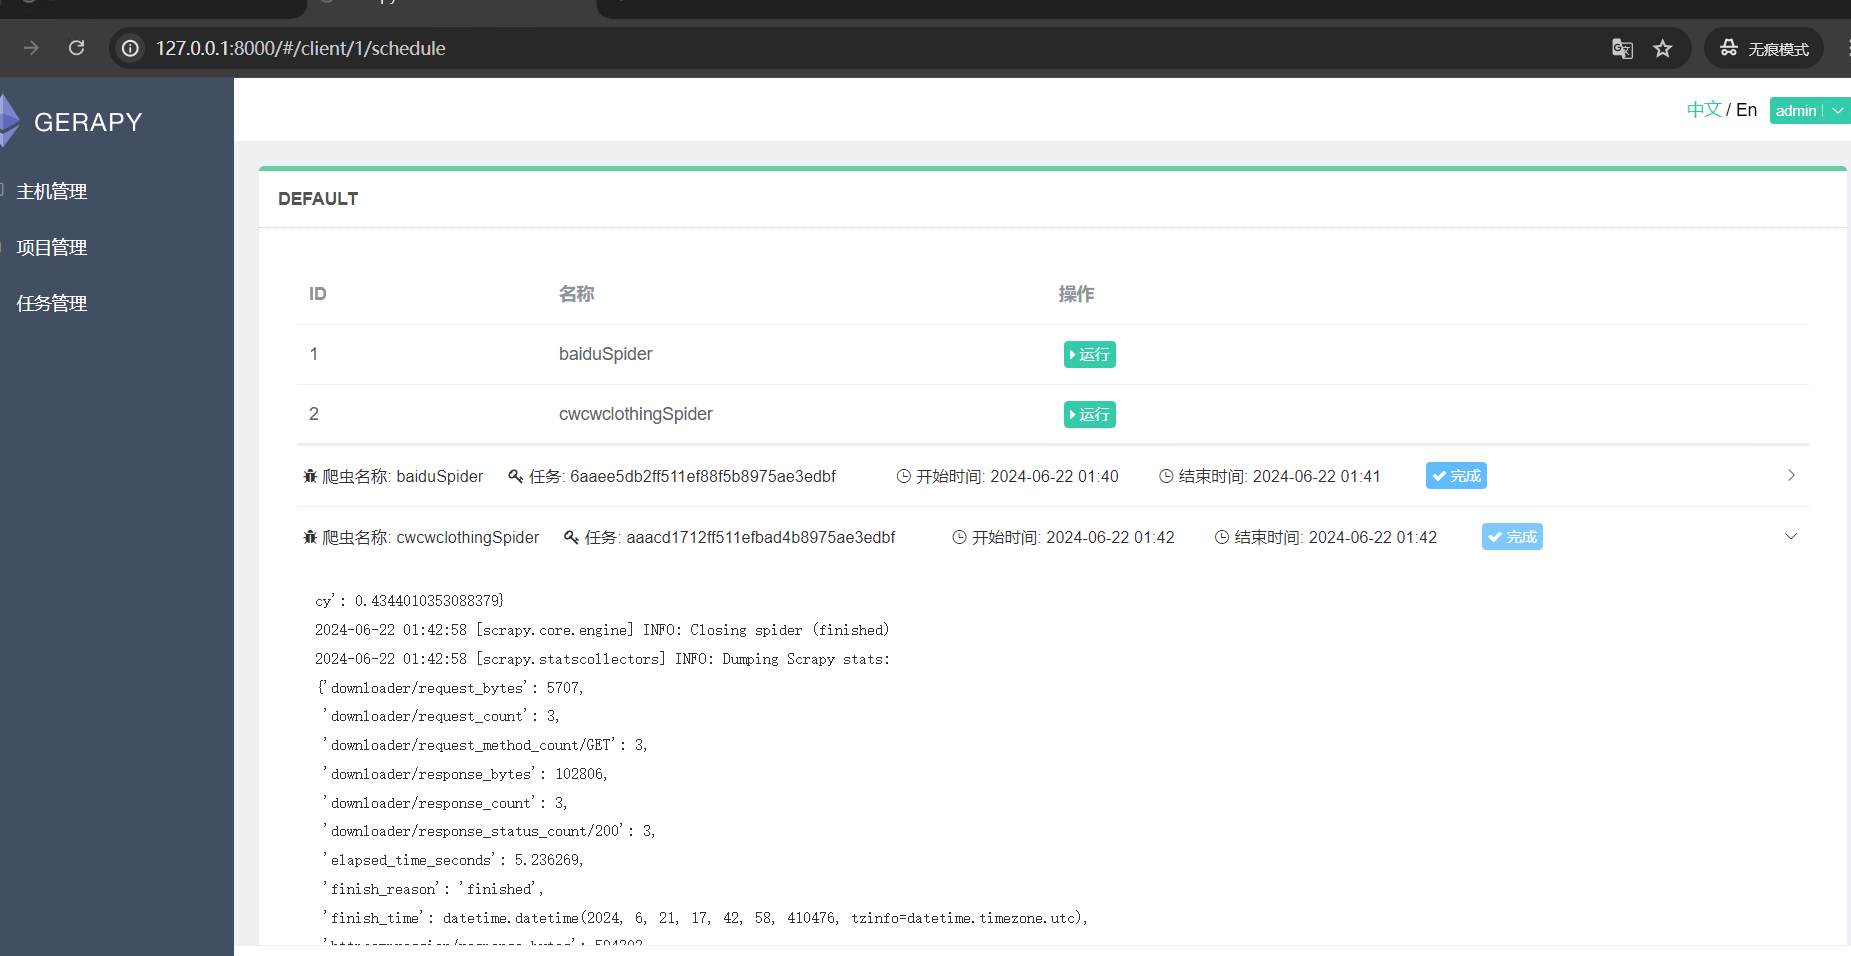 127.0.0.1:8000/#/client/1/schedule
无痕模式
GERAPY
中文 / En
admin
主机管理
项目管理
任务管理
DEFAULT
ID 名称 操作
1 baiduSpider 运行
2 cwcwclothingSpider 运行
爬虫名称: baiduSpider 任务: 6aaee5db2ff511ef88f5b8975ae3edbf 开始时间: 2024-06-22 01:40 结束时间: 2024-06-22 01:41 完成
爬虫名称: cwcwclothingSpider 任务: aaacd1712ff511efbad4b8975ae3edbf 开始时间: 2024-06-22 01:42 结束时间: 2024-06-22 01:42 完成
cy': 0.4344010353088379}
2024-06-22 01:42:58 [scrapy.core.engine] INFO: Closing spider (finished)
2024-06-22 01:42:58 [scrapy.statscollectors] INFO: Dumping Scrapy stats:
{'downloader/request_bytes': 5707,
'downloader/request_count': 3,
'downloader/request_method_count/GET': 3,
'downloader/response_bytes': 102806,
'downloader/response_count': 3,
'downloader/response_status_count/200': 3,
'elapsed_time_seconds': 5.236269,
'finish_reason': 'finished',
'finish_time': datetime.datetime(2024, 6, 21, 17, 42, 58, 410476, tzinfo=datetime.timezone.utc),